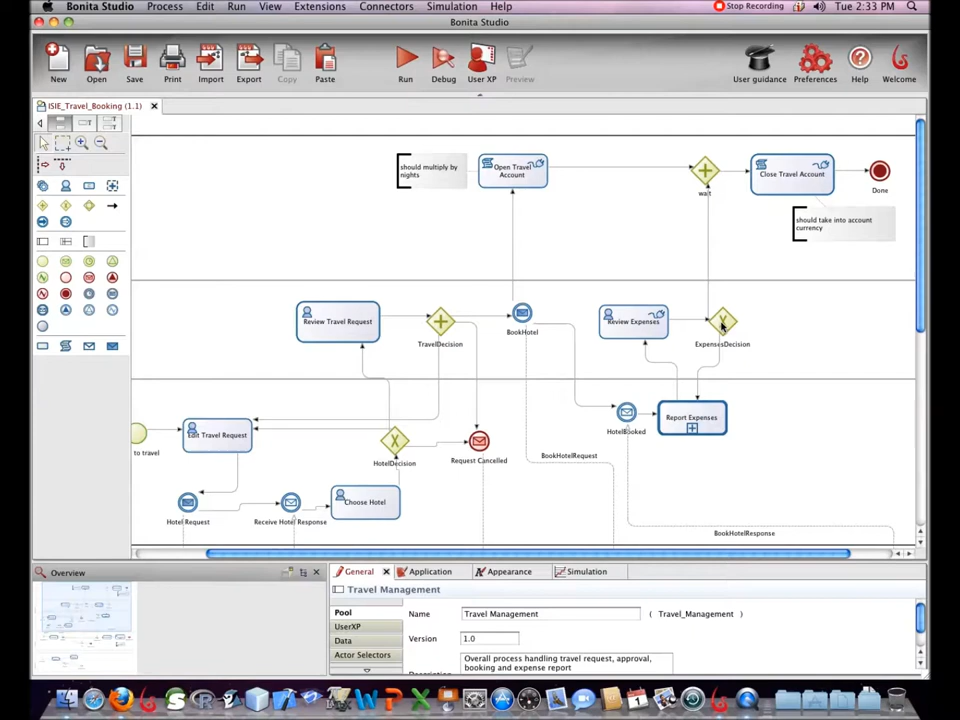 Bonita Studio Process Edit Run View Extensions Connectors Simulation Help
Stop Recording Tue 2:33 PM
Bonita Studio
New Open Save Print Import Export Copy Paste Run Debug User XP Preview User guidance Preferences Help Welcome
ISIE_Travel_Booking (1.1)
should multiply by
nights
Open Travel
Account
wait
Close Travel Account
Done
should take into account
currency
Review Travel Request
TravelDecision
BookHotel
Review Expenses
ExpensesDecision
to travel
Edit Travel Request
HotelDecision
Request Cancelled
HotelBooked
Report Expenses
BookHotelRequest
Hotel Request
Receive Hotel Response
Choose Hotel
BookHotelResponse
Overview
General Application Appearance Simulation
Travel Management
Pool
UserXP
Data
Actor Selectors
Name Travel Management ( Travel_Management )
Version 1.0
Overall process handling travel request, approval,
booking and expense report